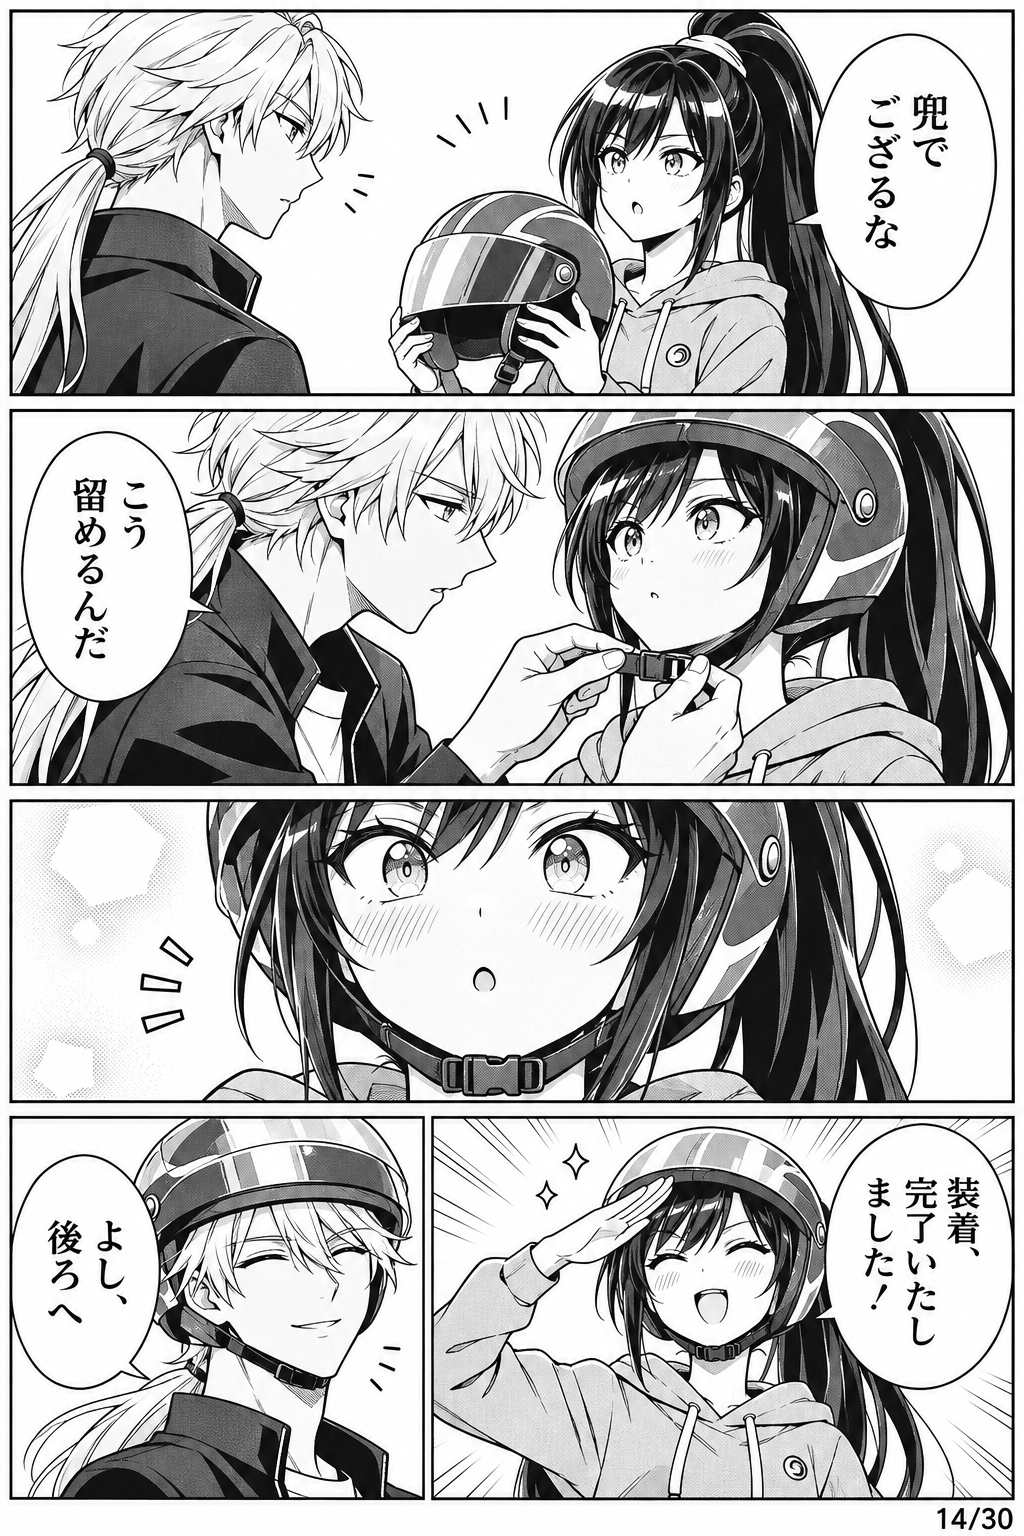 兜で
ござるな
こう
留めるんだ
装着、
完了いたし
ました！
よし、
後ろへ
14/30